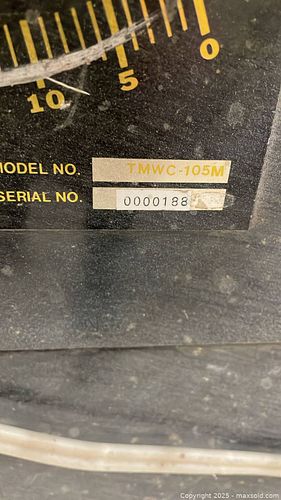 10 5 0
MODEL NO. TMWC-105M
SERIAL NO. 0000188
Copyright © 2025 - maxsold.com